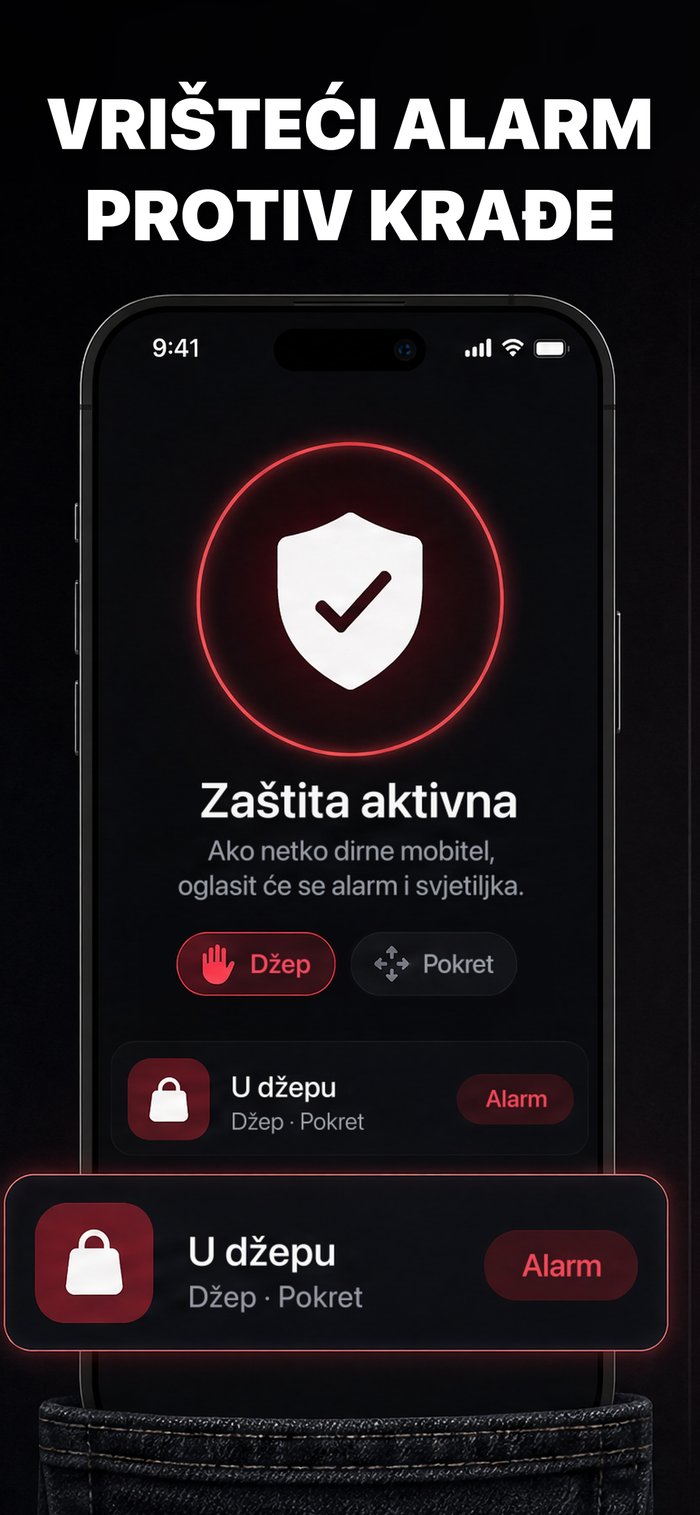 VRIŠTEĆI ALARM
PROTIV KRAĐE
9:41
Zaštita aktivna
Ako netko dirne mobitel,
oglasit će se alarm i svjetiljka.
Džep
Pokret
U džepu
Džep · Pokret
Alarm
U džepu
Džep · Pokret
Alarm